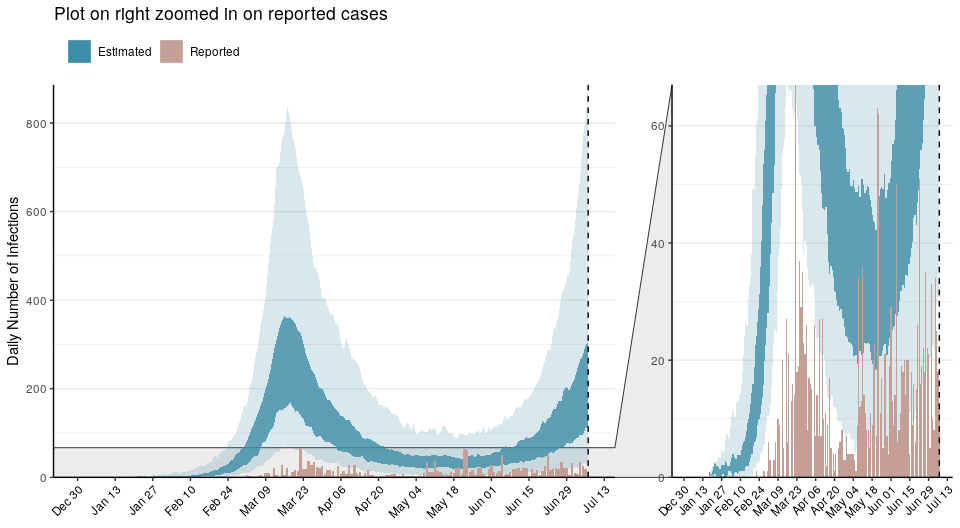 Plot on right zoomed in on reported cases
Estimated Reported
Daily Number of Infections
800
600
400
200
0
Dec 30 Jan 13 Jan 27 Feb 10 Feb 24 Mar 09 Mar 23 Apr 06 Apr 20 May 04 May 18 Jun 01 Jun 15 Jun 29 Jul 13
60
40
20
0
Dec 30 Jan 13 Jan 27 Feb 10 Feb 24 Mar 09 Mar 23 Apr 06 Apr 20 May 04 May 18 Jun 01 Jun 15 Jun 29 Jul 13